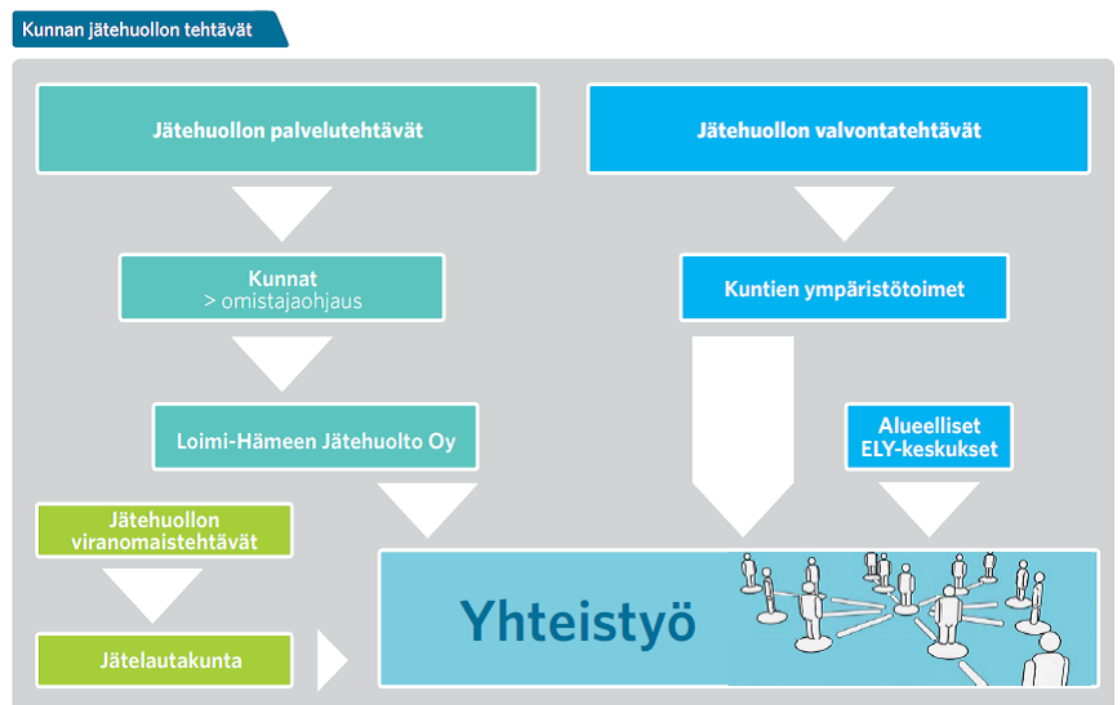 Kunnan jätehuollon tehtävät
Jätehuollon palvelutehtävät
Jätehuollon valvontatehtävät
Kunnat
> omistajaohjaus
Kuntien ympäristötoimet
Loimi-Hämeen Jätehuolto Oy
Alueelliset
ELY-keskukset
Jätehuollon
viranomaistehtävät
Yhteistyö
Jätelautakunta